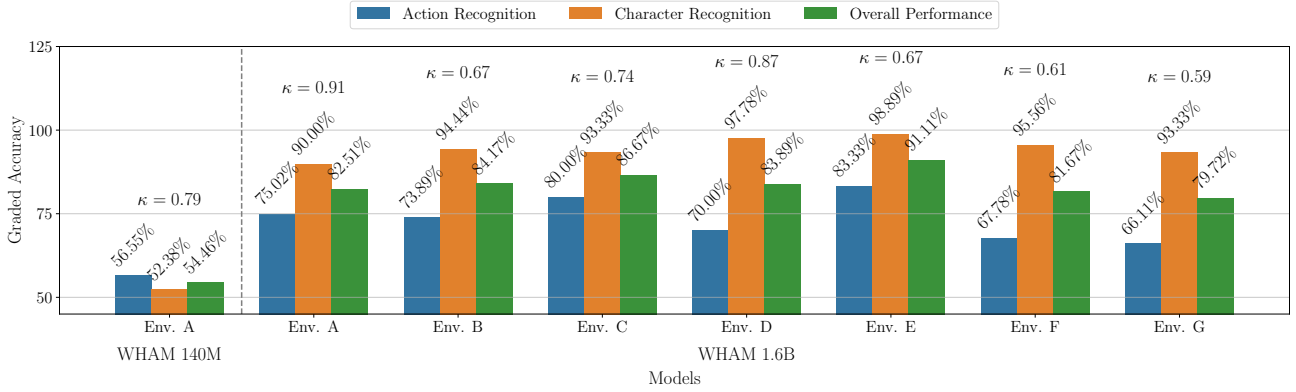 Action Recognition Character Recognition Overall Performance
Graded Accuracy
125
100
75
50
κ = 0.79
56.55% 52.38% 54.46%
κ = 0.91
75.02% 90.00% 82.51%
κ = 0.67
73.89% 94.44% 84.17%
κ = 0.74
80.00% 93.33% 86.67%
κ = 0.87
70.00% 97.78% 83.89%
κ = 0.67
83.33% 98.89% 91.11%
κ = 0.61
67.78% 95.56% 81.67%
κ = 0.59
66.11% 93.33% 79.72%
Env. A Env. A Env. B Env. C Env. D Env. E Env. F Env. G
WHAM 140M WHAM 1.6B
Models